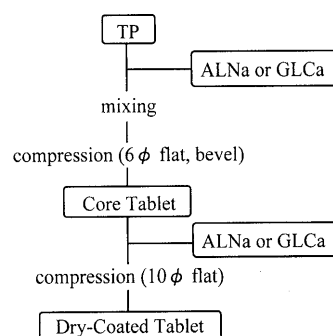 TP
ALNa or GLCa
mixing
compression (6 ϕ flat, bevel)
Core Tablet
ALNa or GLCa
compression (10 ϕ flat)
Dry-Coated Tablet